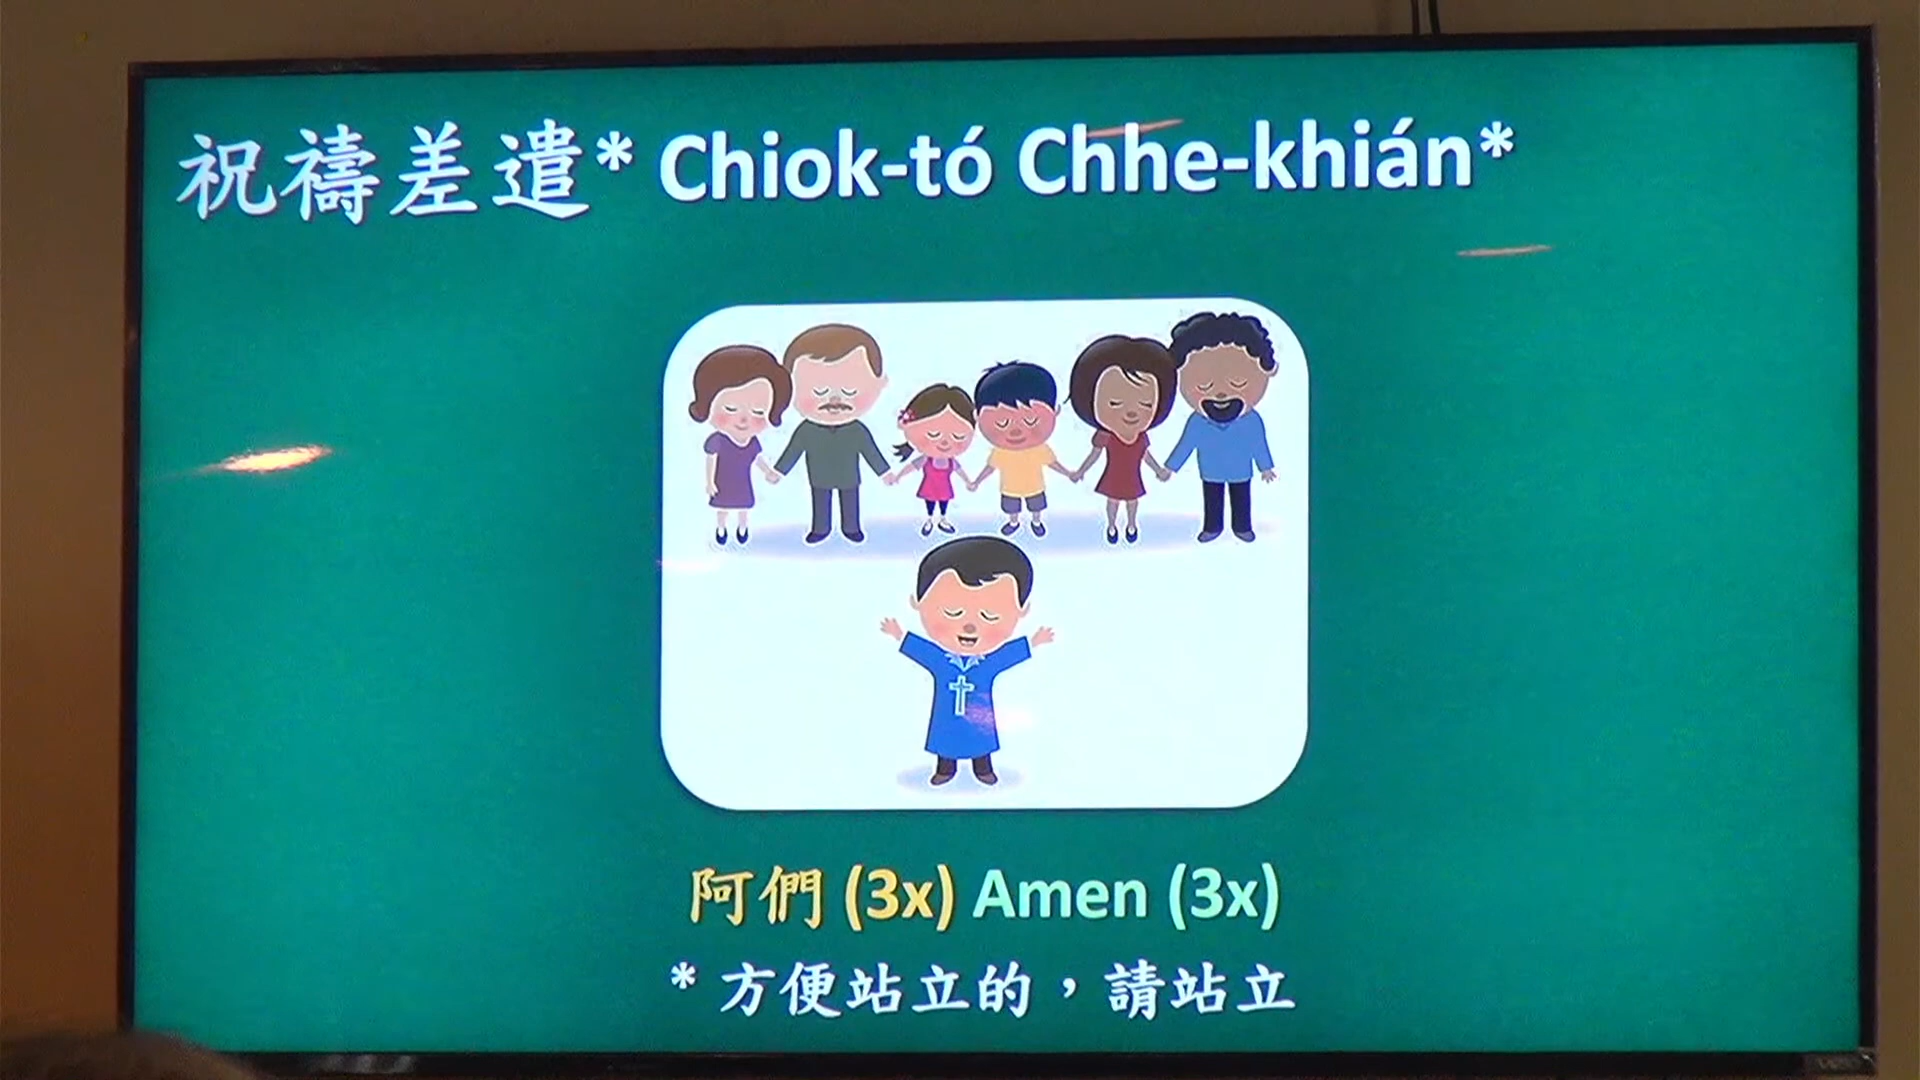 祝禱差遣* Chiok-tó Chhe-khián*
阿們 (3x) Amen (3x)
* 方便站立的，請站立